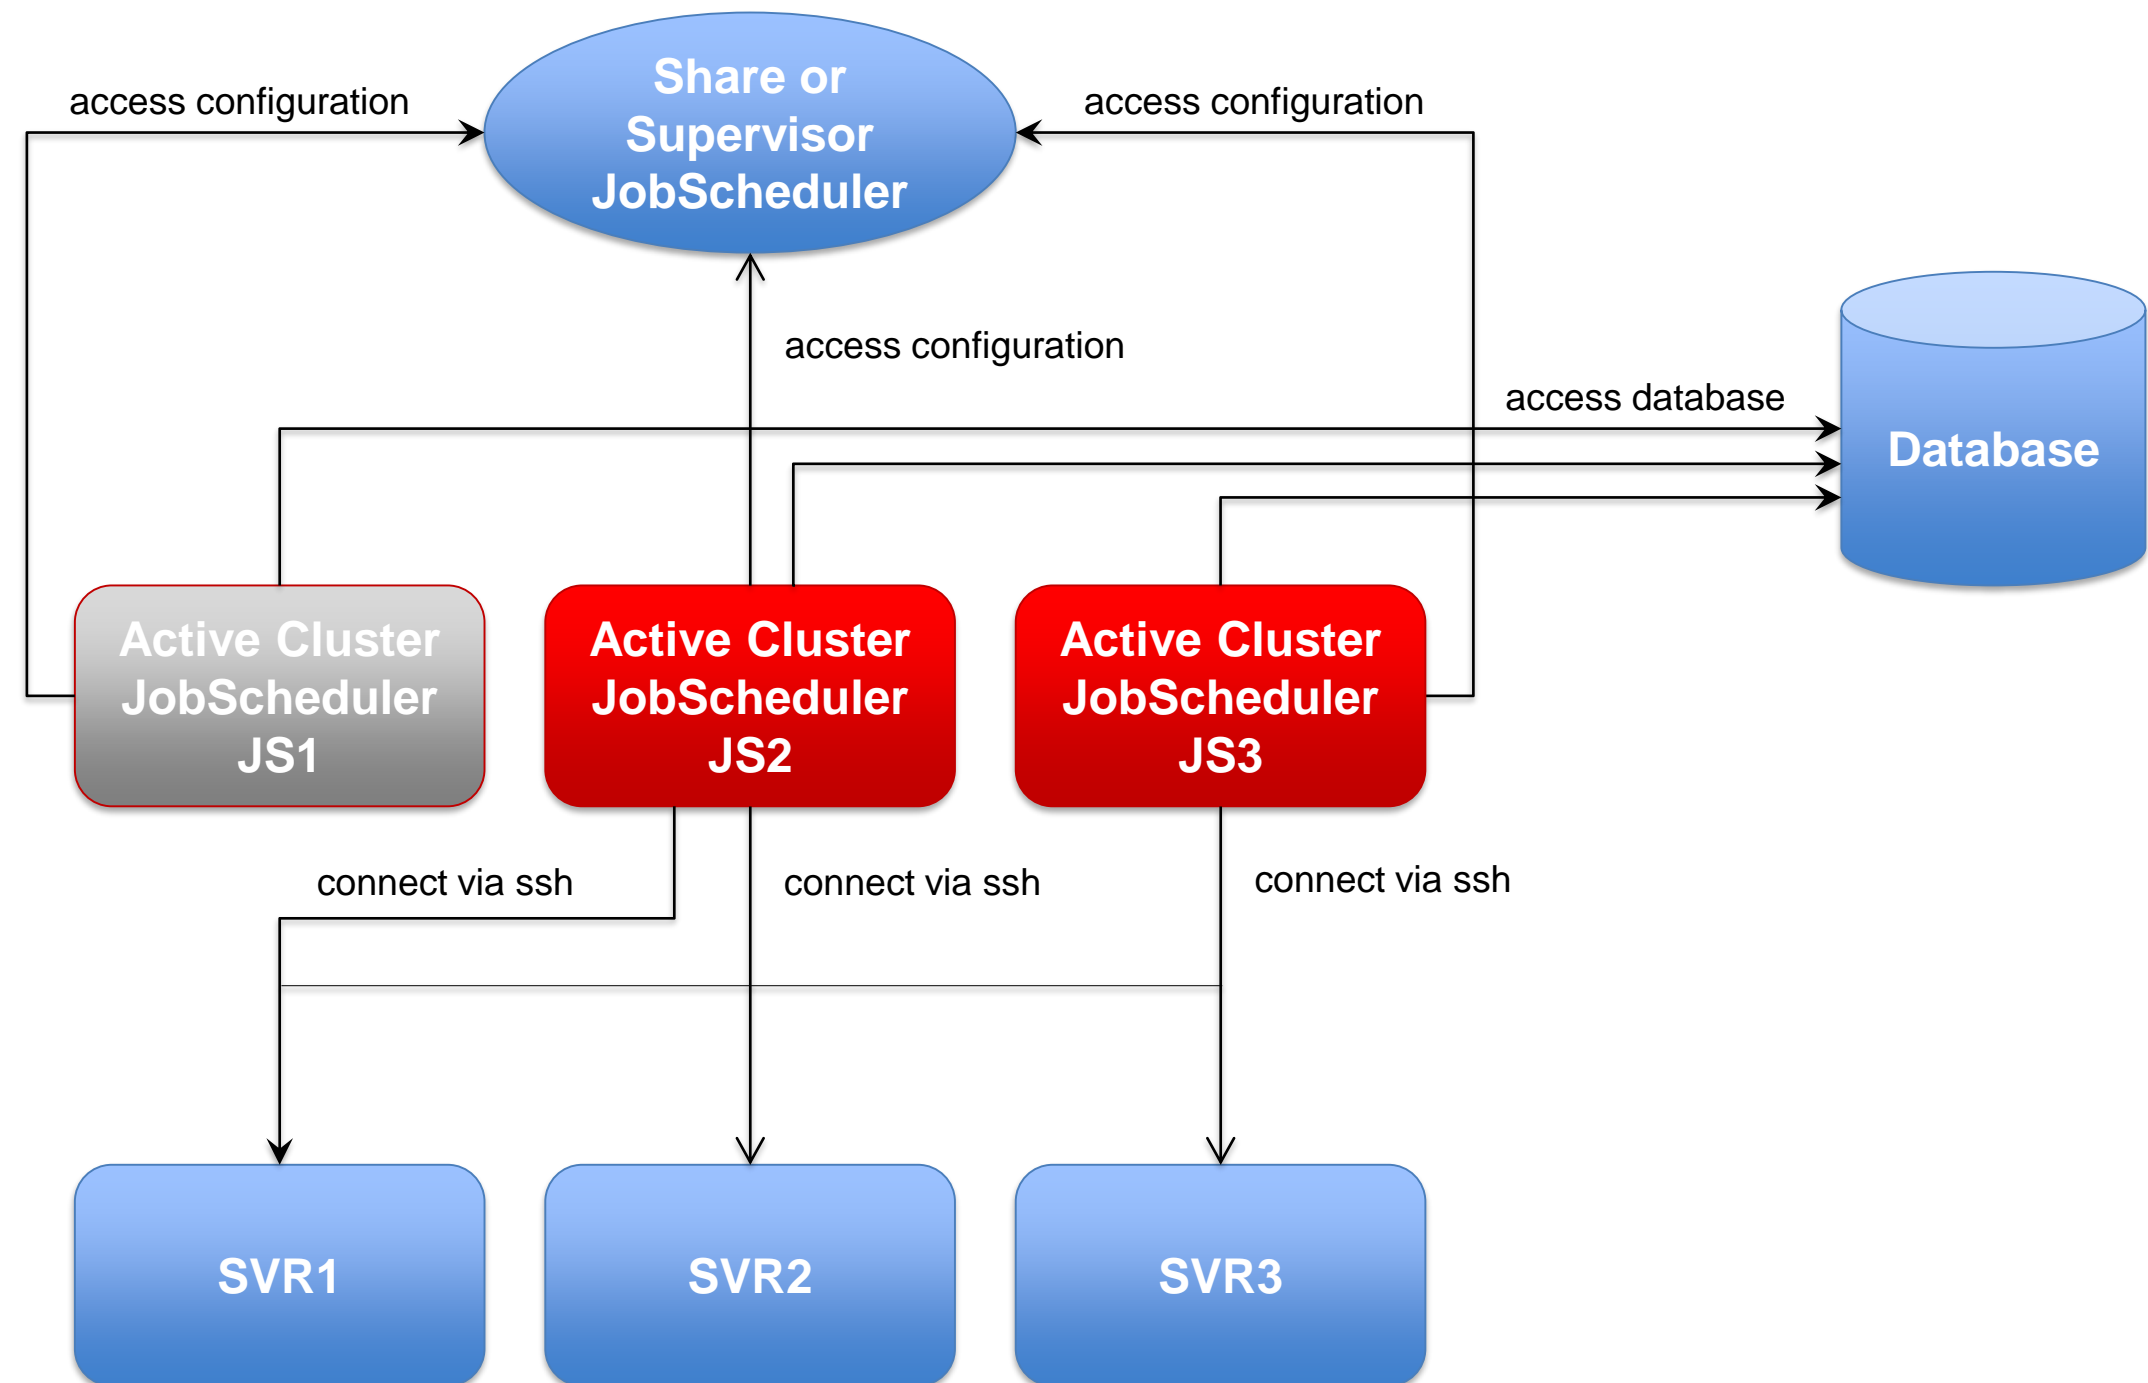 Share or
Supervisor
JobScheduler
access configuration
access configuration
access configuration
access database
Database
Active Cluster
JobScheduler
JS1
Active Cluster
JobScheduler
JS2
Active Cluster
JobScheduler
JS3
connect via ssh
connect via ssh
connect via ssh
SVR1
SVR2
SVR3